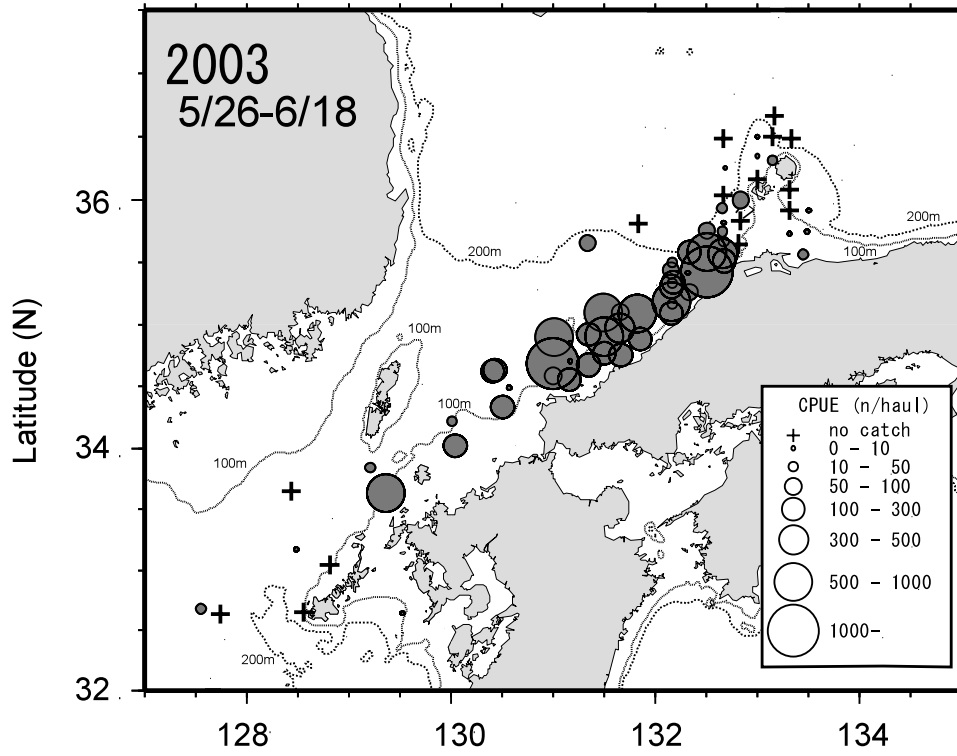 2003
5/26-6/18
36
34
32
Latitude (N)
128
130
132
134
200m
200m
100m
100m
100m
100m
200m
CPUE (n/haul)
no catch
0 - 10
10 - 50
50 - 100
100 - 300
300 - 500
500 - 1000
1000-